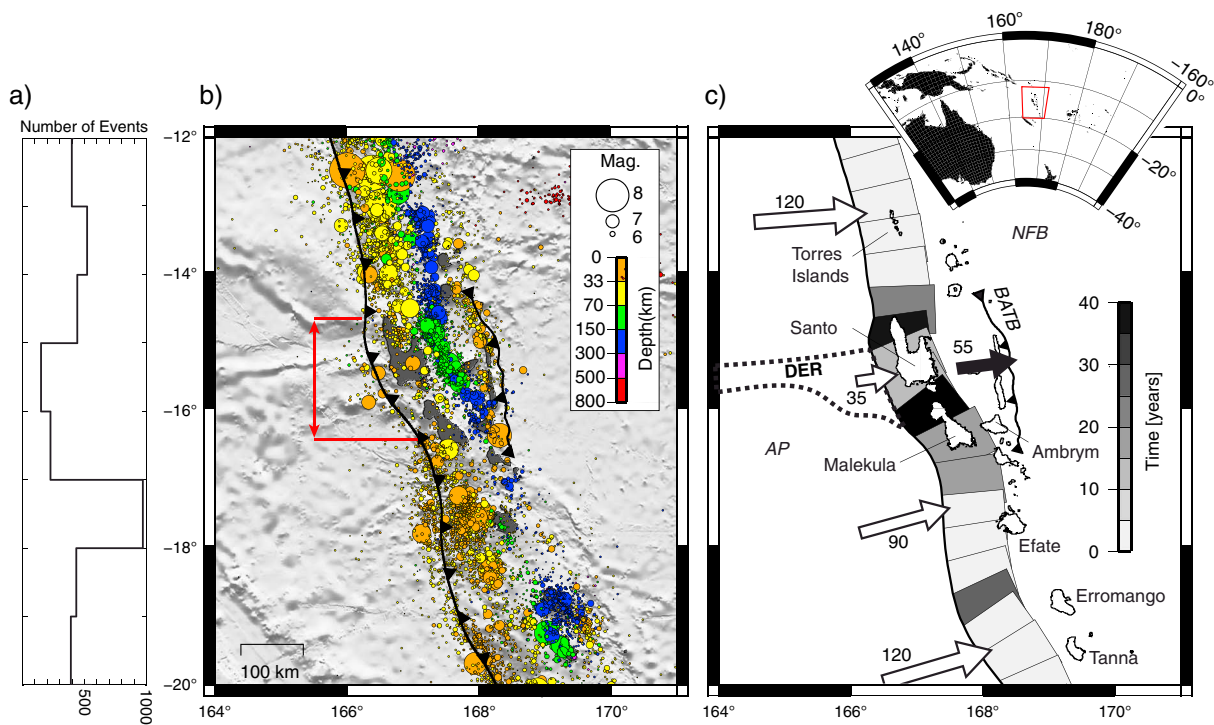 a)
Number of Events
500
1000
b)
−12°
−14°
−16°
−18°
−20°
164°
166°
168°
170°
100 km
Mag.
8
7
6
0
33
70
150
300
500
800
Depth(km)
c)
140°
160°
180°
−160°
0°
−20°
−40°
120
Torres
Islands
NFB
BATB
Santo
55
DER
35
AP
Malekula
Ambrym
90
Efate
Erromango
120
Tanna
40
30
20
10
0
Time [years]
164°
166°
168°
170°